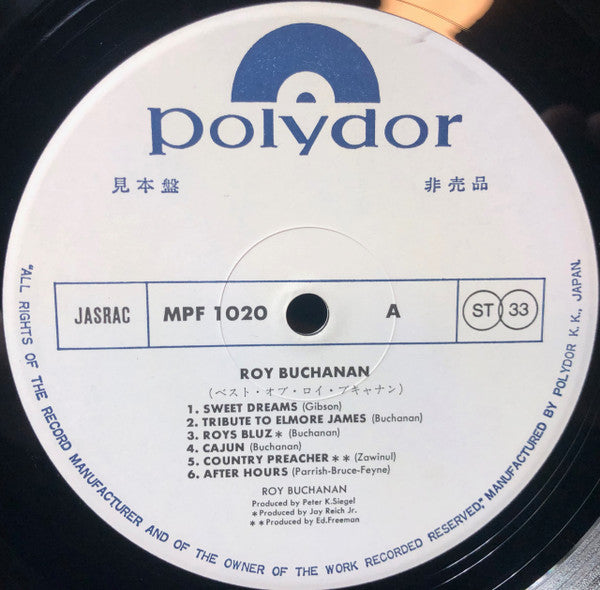 polydor
見本盤 非売品
JASRAC MPF 1020 A ST 33
ROY BUCHANAN
(ベスト・オブ・ロイ・ブキャナン)
1. SWEET DREAMS (Gibson)
2. TRIBUTE TO ELMORE JAMES (Buchanan)
3. ROYS BLUZ * (Buchanan)
4. CAJUN (Buchanan)
5. COUNTRY PREACHER * * (Zawinul)
6. AFTER HOURS (Parrish-Bruce-Feyne)
ROY BUCHANAN
Produced by Peter K.Siegel
* Produced by Jay Reich Jr.
* * Produced by Ed.Freeman
"ALL RIGHTS OF THE RECORD MANUFACTURER AND OF THE OWNER OF THE WORK RECORDED RESERVED." MANUFACTURED BY POLYDOR K.K., JAPAN.